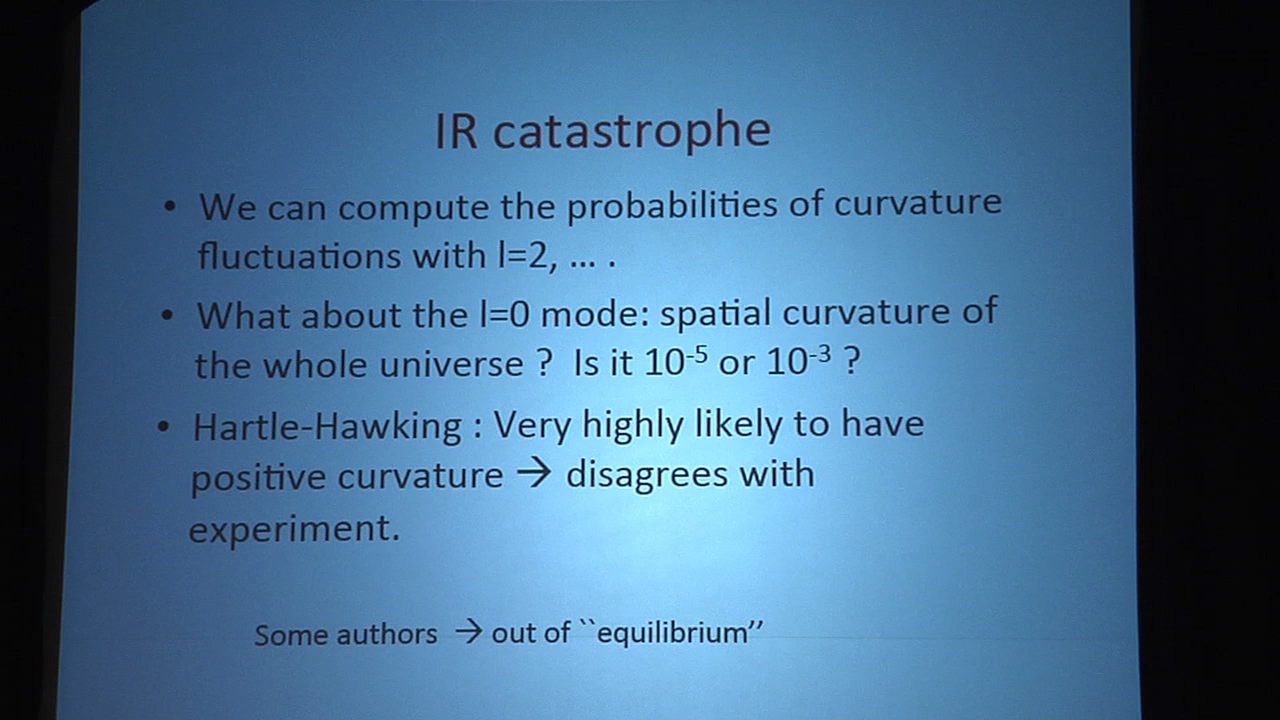 IR catastrophe
• We can compute the probabilities of curvature
fluctuations with l=2, ... .
• What about the l=0 mode: spatial curvature of
the whole universe ? Is it 10⁻⁵ or 10⁻³ ?
• Hartle-Hawking : Very highly likely to have
positive curvature → disagrees with
experiment.
Some authors → out of ``equilibrium''